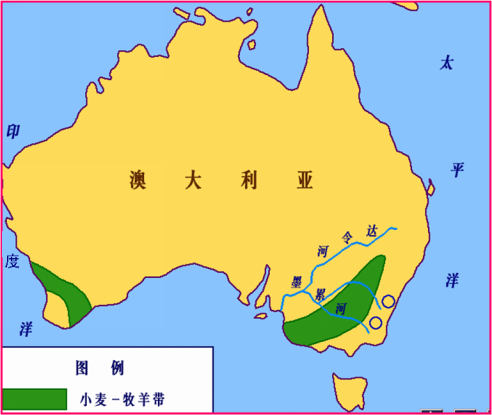 太
平
洋
印
度
洋
澳大利亚
达
令
河
墨
累
河
图例
小麦－牧羊带